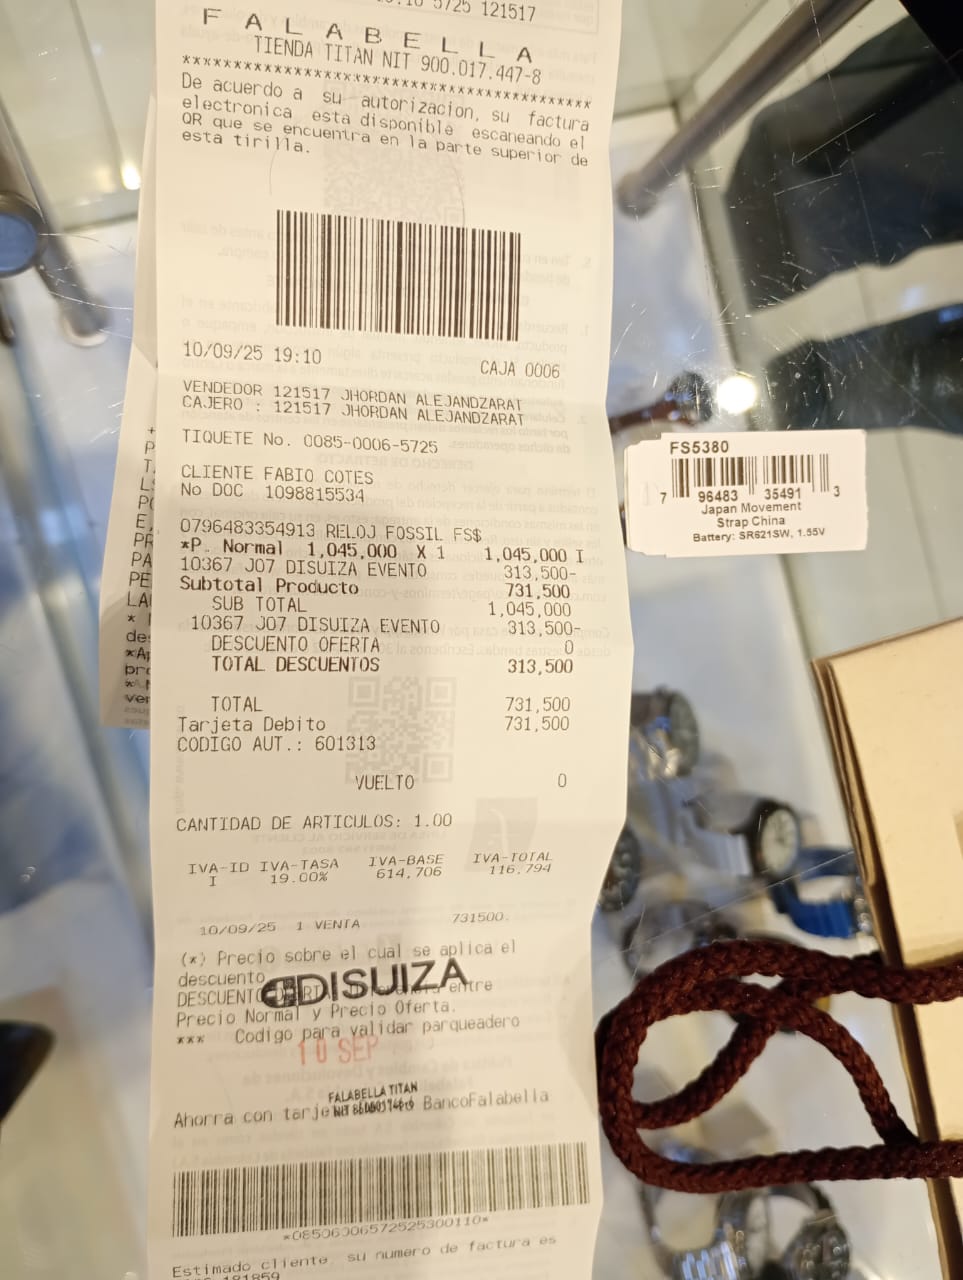 5725 121517
FALABELLA
TIENDA TITAN NIT 900.017.447-8
****************************************
De acuerdo a su autorizacion, su factura
electronica esta disponible escaneando el
QR que se encuentra en la parte superior de
esta tirilla.
10/09/25 19:10 CAJA 0006
VENDEDOR 121517 JHORDAN ALEJANDZARAT
CAJERO : 121517 JHORDAN ALEJANDZARAT
TIQUETE No. 0085-0006-5725
CLIENTE FABIO COTES
No DOC 1098815534
0796483354913 RELOJ FOSSIL FS$
*P. Normal 1,045,000 X 1 1,045,000 I
10367 J07 DISUIZA EVENTO 313,500-
Subtotal Producto 731,500
SUB TOTAL 1,045,000
10367 J07 DISUIZA EVENTO 313,500-
DESCUENTO OFERTA 0
TOTAL DESCUENTOS 313,500
TOTAL 731,500
Tarjeta Debito 731,500
CODIGO AUT.: 601313
VUELTO 0
CANTIDAD DE ARTICULOS: 1.00
IVA-ID IVA-TASA IVA-BASE IVA-TOTAL
I 19.00% 614,706 116,794
10/09/25 1 VENTA 731500.
(*) Precio sobre el cual se aplica el
descuento
DISUIZA
DESCUENTO entre
Precio Normal y Precio Oferta.
*** Codigo para validar parqueadero
10 SEP
FALABELLA TITAN
NIT
Ahorra con BancoFalabella
*0850600657252530011​0*
Estimado cliente, su numero de factura es
181859
FS5380
7 96483 35491 3
Japan Movement
Strap China
Battery: SR621SW, 1.55V